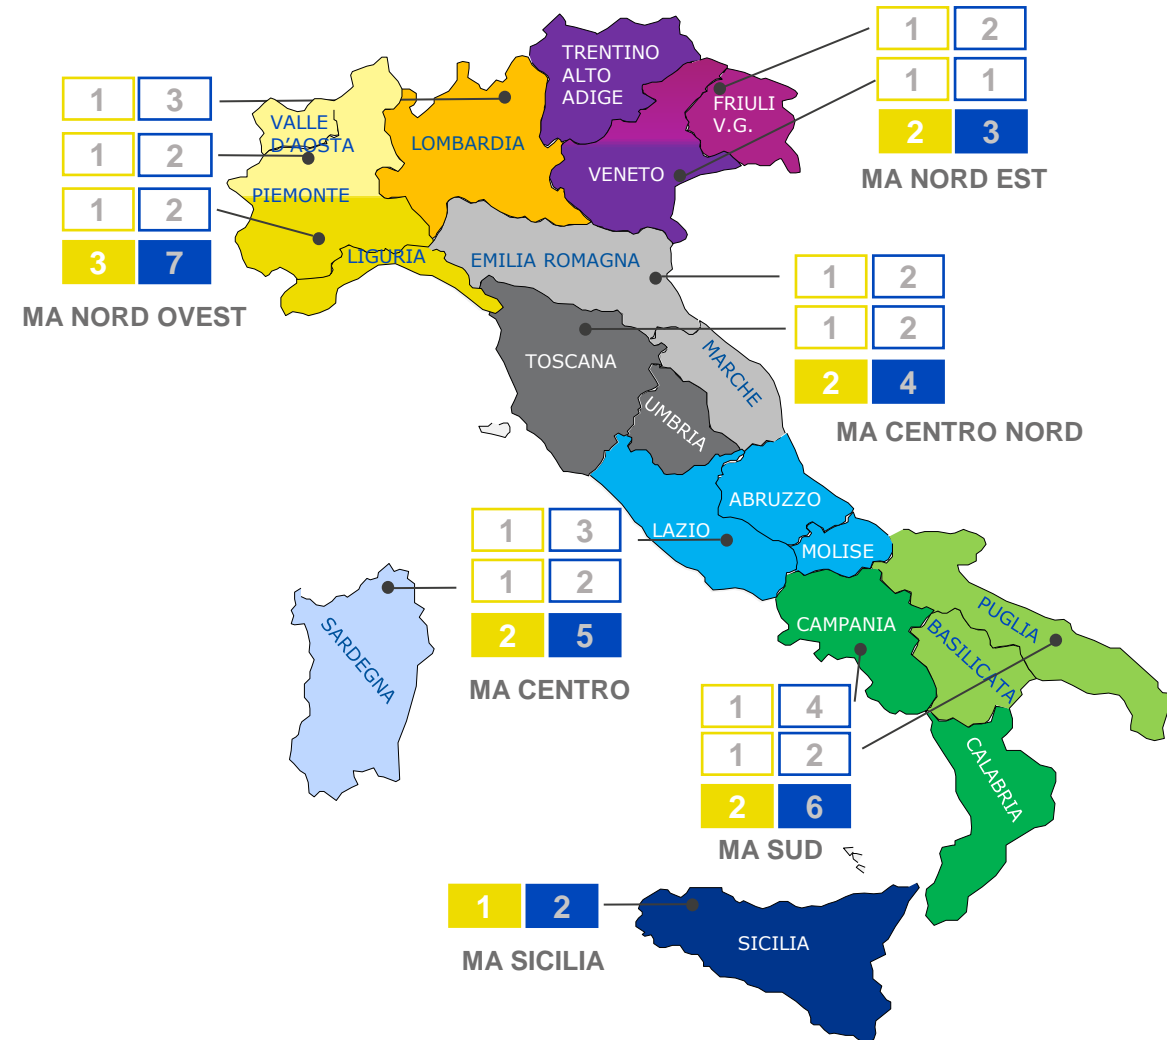 1 2
1 1
2 3
MA NORD EST
TRENTINO
ALTO
ADIGE
FRIULI
V.G.
VENETO
1 3
1 2
1 2
3 7
MA NORD OVEST
VALLE
D'AOSTA
PIEMONTE
LOMBARDIA
LIGURIA
EMILIA ROMAGNA
1 2
1 2
2 4
MA CENTRO NORD
TOSCANA
MARCHE
UMBRIA
1 3
1 2
2 5
MA CENTRO
LAZIO
ABRUZZO
MOLISE
SARDEGNA
CAMPANIA
PUGLIA
BASILICATA
1 4
1 2
2 6
MA SUD
CALABRIA
1 2
MA SICILIA
SICILIA